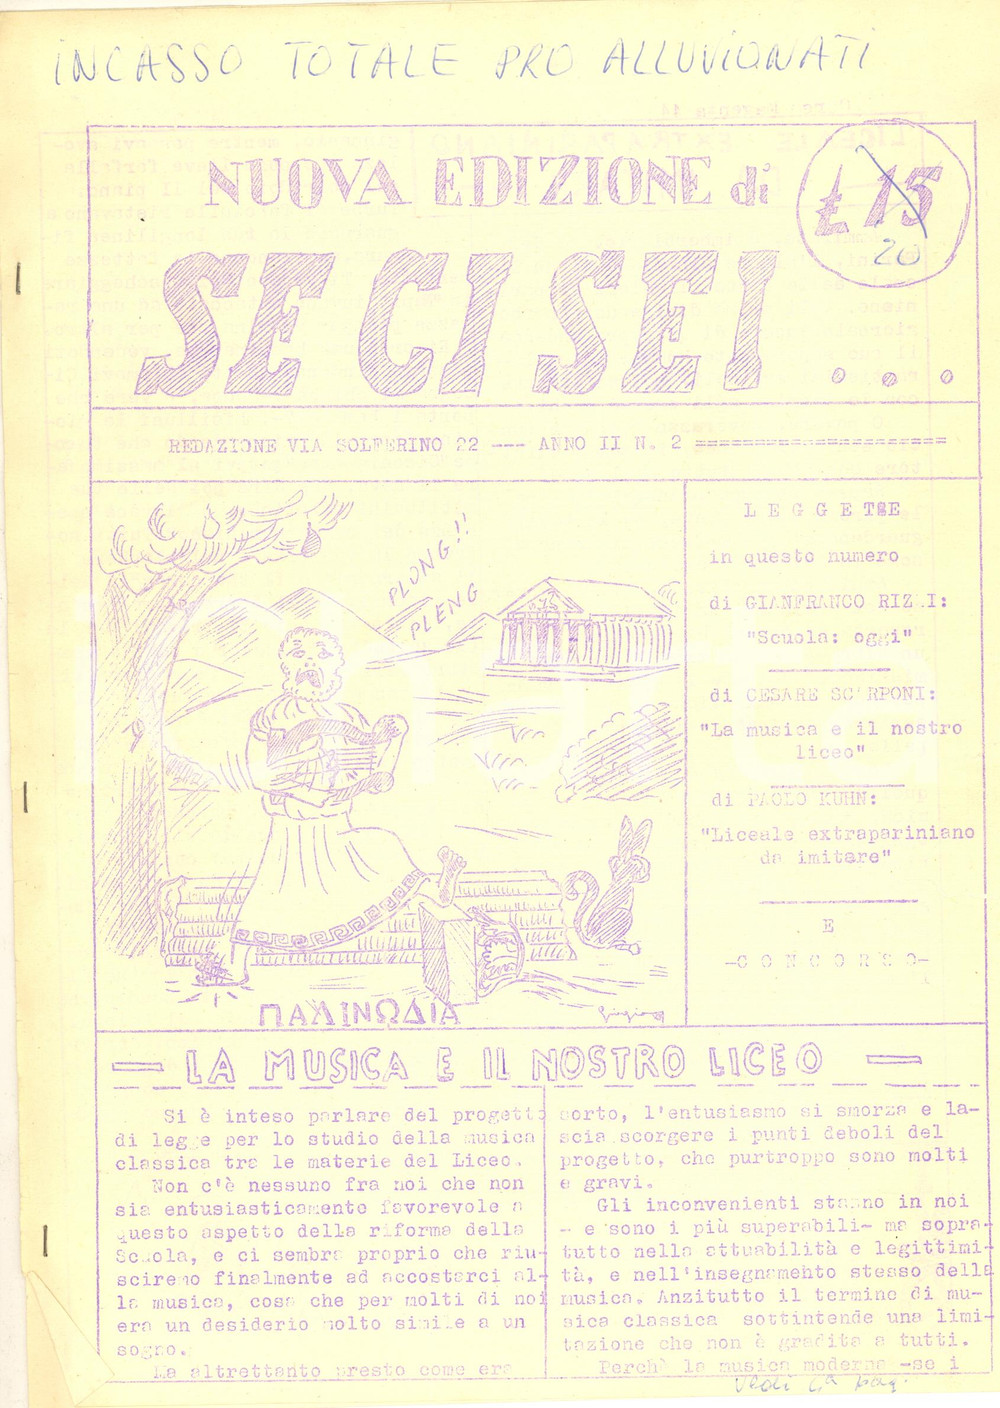 INCASSO TOTALE PRO ALLUVIONATI
NUOVA EDIZIONE di
£ 15
20
SE CI SEI . . .
REDAZIONE VIA SOLFERINO 22 --- ANNO II N. 2 =====================
PLONG!!
PLENG
ΠΑΛΙΝΩΔΙΑ
L E G G E T E
in questo numero
di GIANFRANCO RIZ I:
"Scuola: oggi"
di CESARE SC RPONI:
"La musica e il nostro
liceo"
di PAOLO KUHN:
"Liceale extrapariniano
da imitare"
E
-C O N C O R S O-
— LA MUSICA E IL NOSTRO LICEO —
Si è inteso parlare del progetto
di legge per lo studio della musica
classica tra le materie del Liceo.
Non c'è nessuno fra noi che non
sia entusiasticamente favorevole a
questo aspetto della riforma della
Scuola, e ci sembra proprio che riu-
sciremo finalmente ad accostarci al-
la musica, cosa che per molti di noi
era un desiderio molto simile a un
sogno.
Ma altrettanto presto come era
sorto, l'entusiasmo si smorza e la-
scia scorgere i punti deboli del
progetto, che purtroppo sono molti
e gravi.
Gli inconvenienti stanno in noi
- e sono i più superabili- ma sopra-
tutto nella attuabilità e legittimi-
tà, e nell'insegnamento stesso della
musica. Anzitutto il termine di mu-
sica classica sottintende una limi-
tazione che non è gradita a tutti.
Perchè la musica moderna -se i
Vedi 4ª pag.